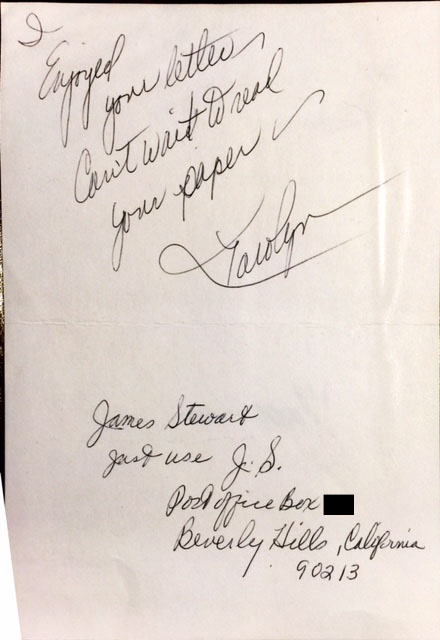 I
Enjoyed
your letter
Can't wait to read
your paper
James Stewart
just use J. S.
Post office Box
Beverly Hills, California
90213